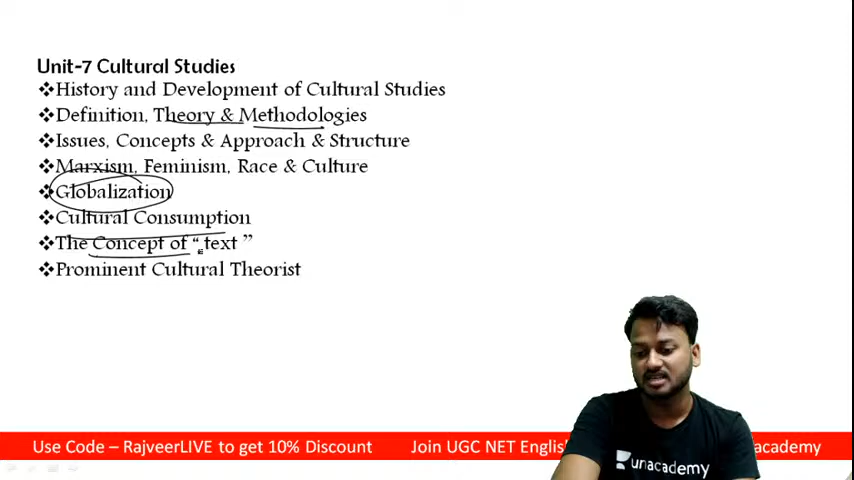 Unit-7 Cultural Studies
❖History and Development of Cultural Studies
❖Definition, Theory & Methodologies
❖Issues, Concepts & Approach & Structure
❖Marxism, Feminism, Race & Culture
❖Globalization
❖Cultural Consumption
❖The Concept of “text ”
❖Prominent Cultural Theorist
Use Code – RajveerLIVE to get 10% Discount Join UGC NET English
unacademy